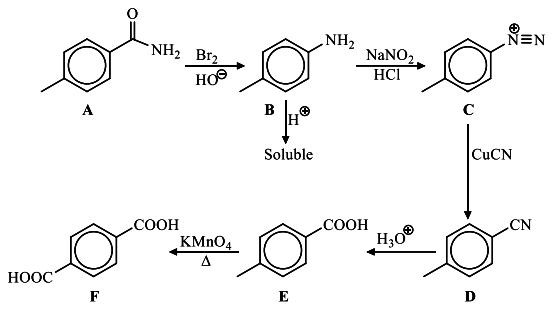 O
NH₂
Br₂
HO⊖
NH₂
NaNO₂
HCl
⊕
N≡N
A
B
C
H⊕
Soluble
CuCN
COOH
HOOC
KMnO₄
Δ
COOH
H₃O⊕
CN
F
E
D